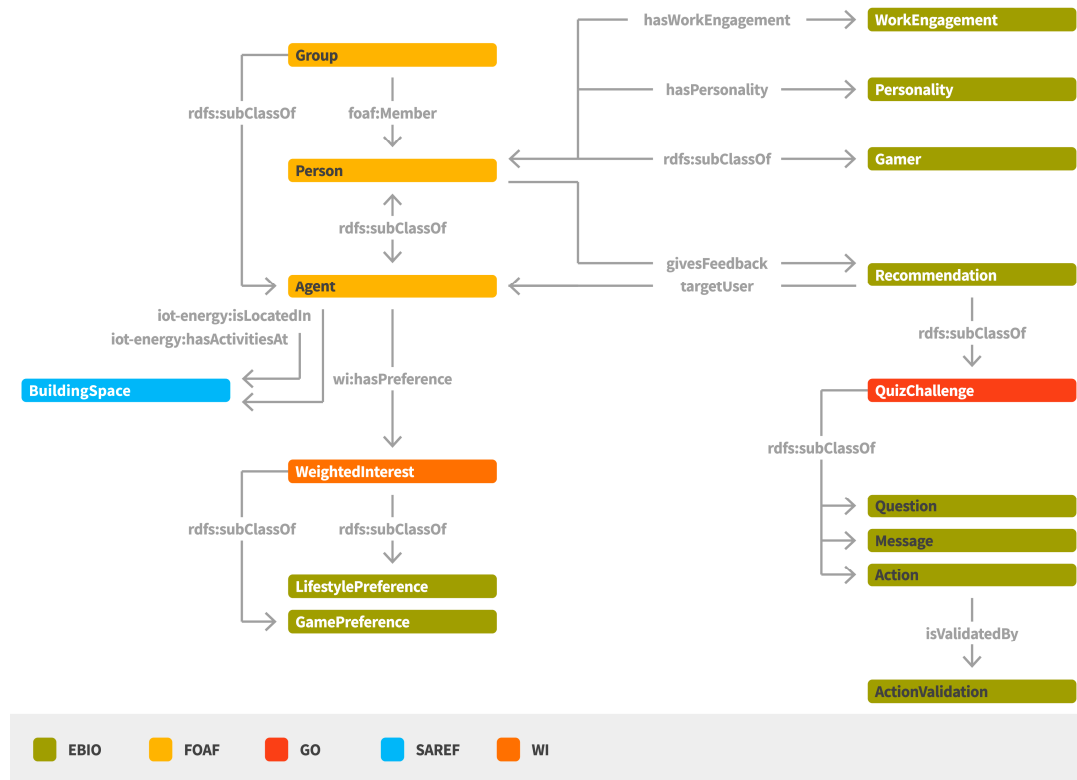 hasWorkEngagement
WorkEngagement
Group
hasPersonality
Personality
rdfs:subClassOf
foaf:Member
rdfs:subClassOf
Gamer
Person
rdfs:subClassOf
givesFeedback
Recommendation
Agent
targetUser
iot-energy:isLocatedIn
iot-energy:hasActivitiesAt
rdfs:subClassOf
wi:hasPreference
BuildingSpace
QuizChallenge
rdfs:subClassOf
WeightedInterest
Question
rdfs:subClassOf
rdfs:subClassOf
Message
Action
LifestylePreference
GamePreference
isValidatedBy
ActionValidation
EBIO
FOAF
GO
SAREF
WI